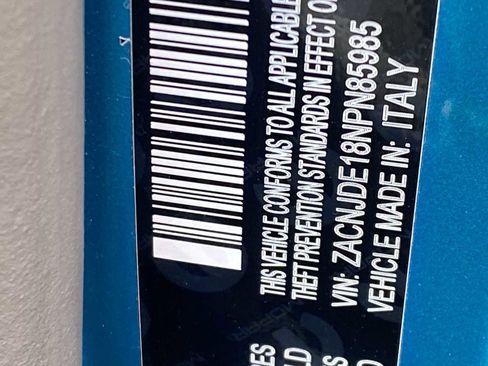 THIS VEHICLE CONFORMS TO ALL APPLICABLE
THEFT PREVENTION STANDARDS IN EFFECT
VIN: ZACNJDE18NPN85985
VEHICLE MADE IN: ITALY